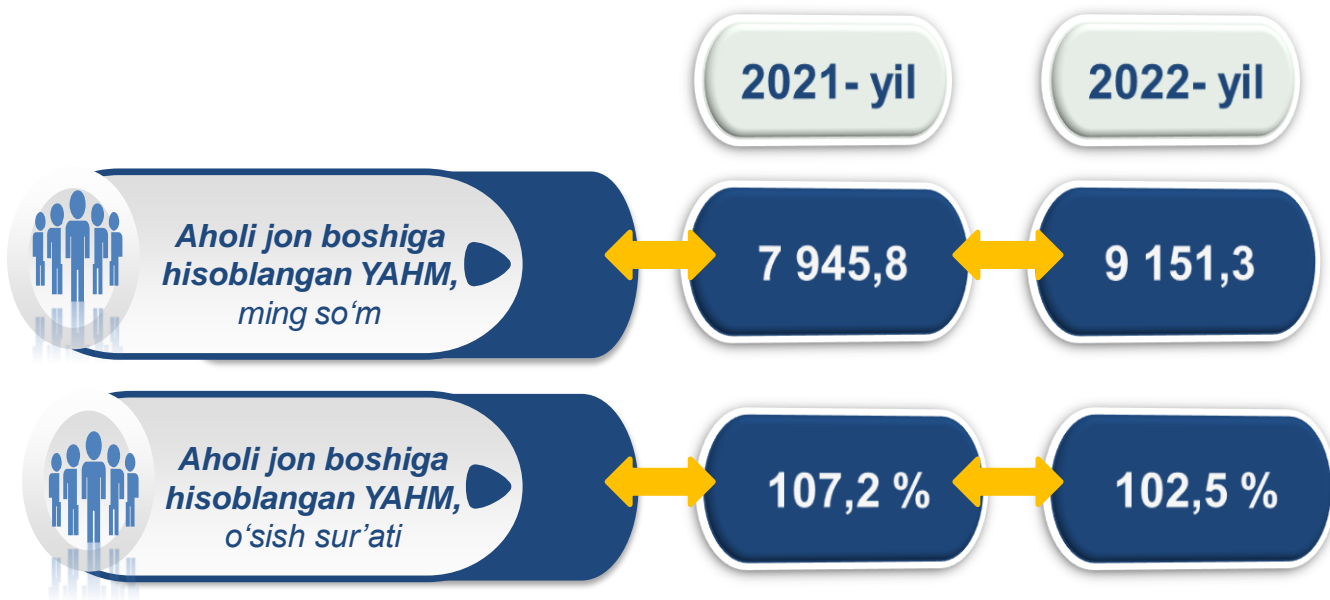 2021- yil
2022- yil
Aholi jon boshiga
hisoblangan YAHM,
ming so‘m
7 945,8
9 151,3
Aholi jon boshiga
hisoblangan YAHM,
o‘sish sur’ati
107,2 %
102,5 %